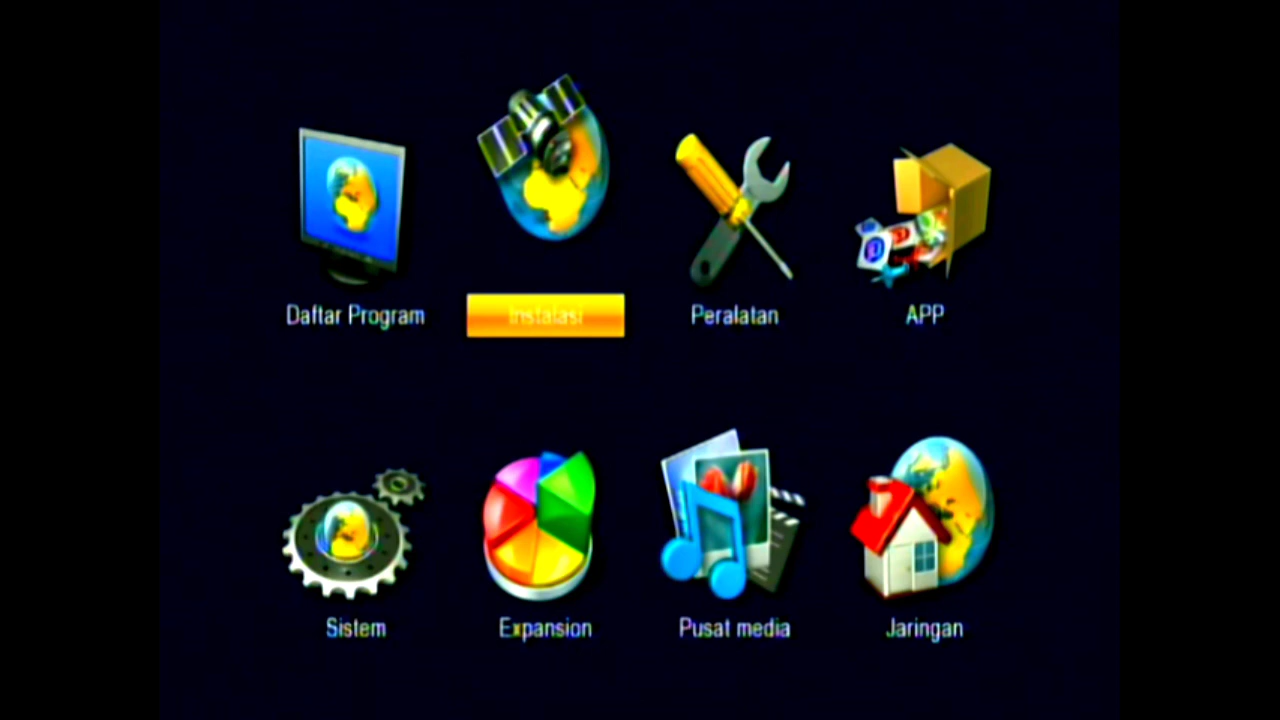 Daftar Program
Instalasi
Peralatan
APP
Sistem
Expansion
Pusat media
Jaringan